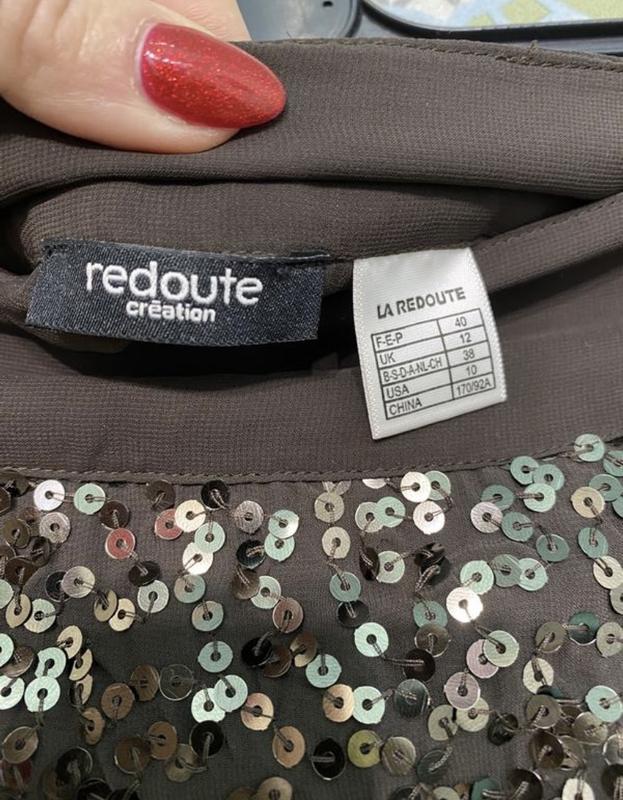 redoute
création
LA REDOUTE
F-E-P 40
UK 12
B-S-D-A-NL-CH 38
USA 10
CHINA 170/92A